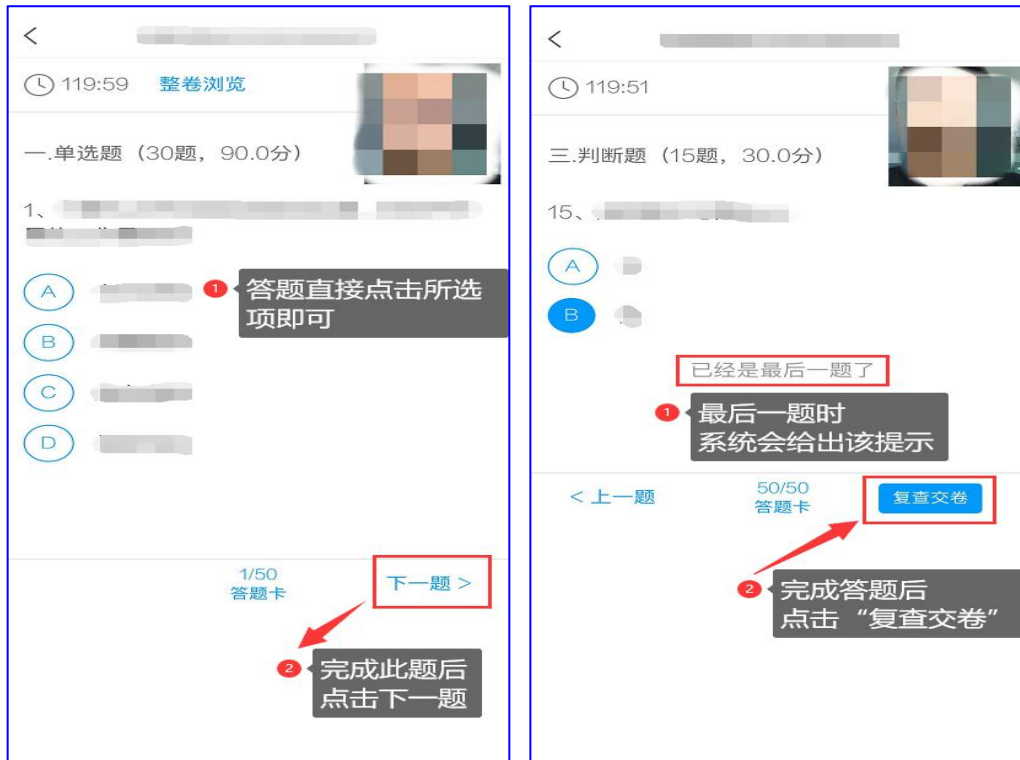 119:59 整卷浏览
一.单选题（30题，90.0分）
1、
A
① 答题直接点击所选
项即可
B
C
D
1/50
答题卡
下一题 >
② 完成此题后
点击下一题
119:51
三.判断题（15题，30.0分）
15、
A
B
已经是最后一题了
① 最后一题时
系统会给出该提示
< 上一题
50/50
答题卡
复查交卷
② 完成答题后
点击“复查交卷”